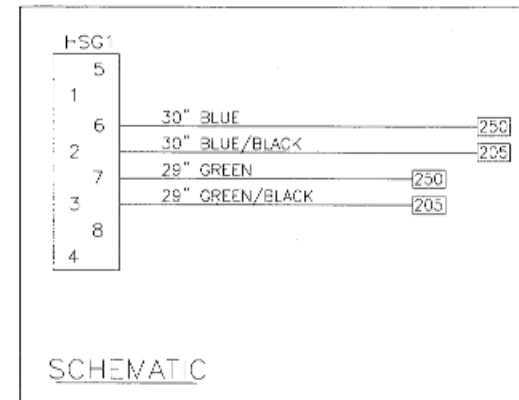 HSG1
5
1
6 30" BLUE 250
2 30" BLUE/BLACK 205
7 29" GREEN 250
3 29" GREEN/BLACK 205
8
4
SCHEMATIC